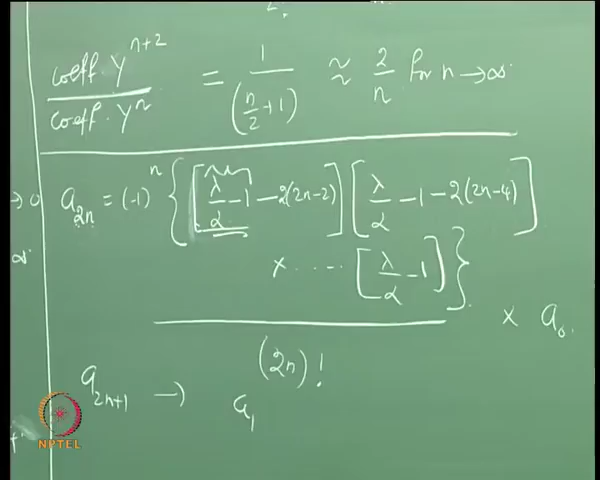 coeff y^{n+2} / coeff. y^n = 1 / (n/2 + 1) ≈ 2/n for n → ∞.
a_{2n} = (-1)^n { [λ/α - 1 - 2(2n-2)] [λ/α - 1 - 2(2n-4)]
× ···· [λ/α - 1] }
× a_0.
(2n)!
a_{2n+1} → a_1
→ 0
α
NPTEL